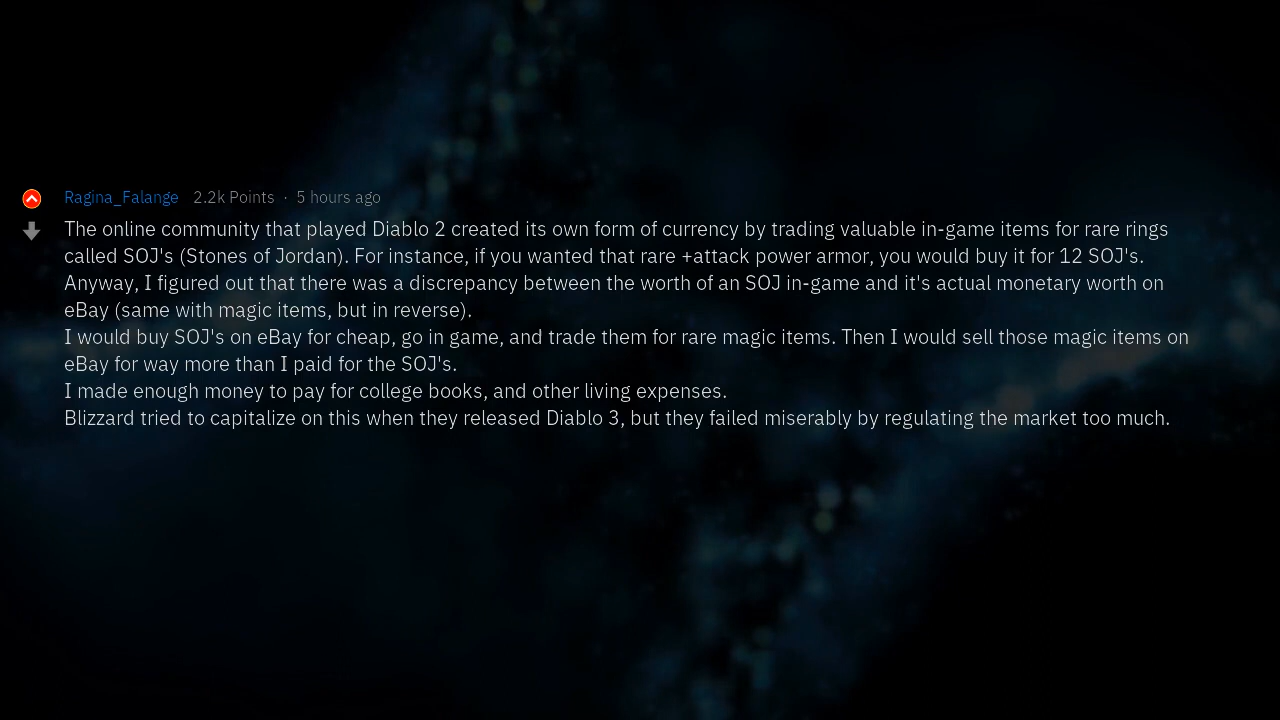 Ragina_Falange 2.2k Points · 5 hours ago
The online community that played Diablo 2 created its own form of currency by trading valuable in-game items for rare rings
called SOJ's (Stones of Jordan). For instance, if you wanted that rare +attack power armor, you would buy it for 12 SOJ's.
Anyway, I figured out that there was a discrepancy between the worth of an SOJ in-game and it's actual monetary worth on
eBay (same with magic items, but in reverse).
I would buy SOJ's on eBay for cheap, go in game, and trade them for rare magic items. Then I would sell those magic items on
eBay for way more than I paid for the SOJ's.
I made enough money to pay for college books, and other living expenses.
Blizzard tried to capitalize on this when they released Diablo 3, but they failed miserably by regulating the market too much.